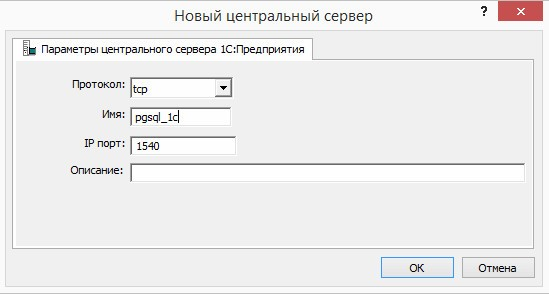 Новый центральный сервер
?
Параметры центрального сервера 1С:Предприятия
Протокол: tcp
Имя: pgsql_1c
IP порт: 1540
Описание:
OK
Отмена